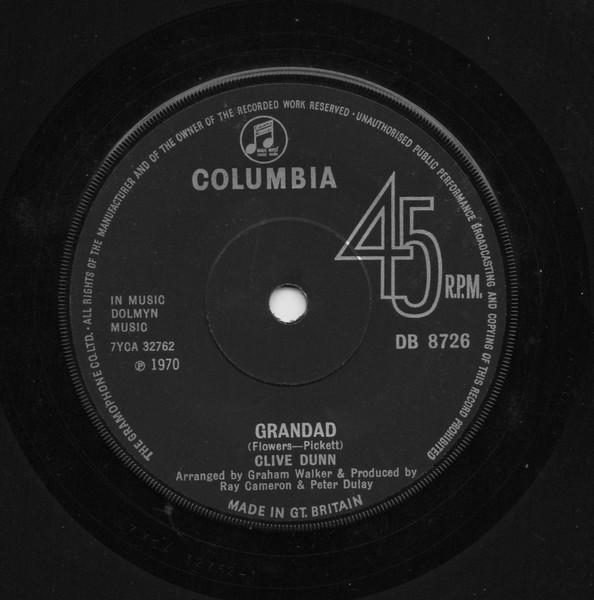 THE GRAMOPHONE CO. LTD. · ALL RIGHTS OF THE MANUFACTURER AND OF THE OWNER OF THE RECORDED WORK RESERVED · UNAUTHORISED PUBLIC PERFORMANCE BROADCASTING AND COPYING OF THIS RECORD PROHIBITED
COLUMBIA
45 R.P.M.
IN MUSIC
DOLMYN
MUSIC
7YCA 32762
℗ 1970
DB 8726
GRANDAD
(Flowers—Pickett)
CLIVE DUNN
Arranged by Graham Walker & Produced by
Ray Cameron & Peter Dulay
MADE IN GT. BRITAIN